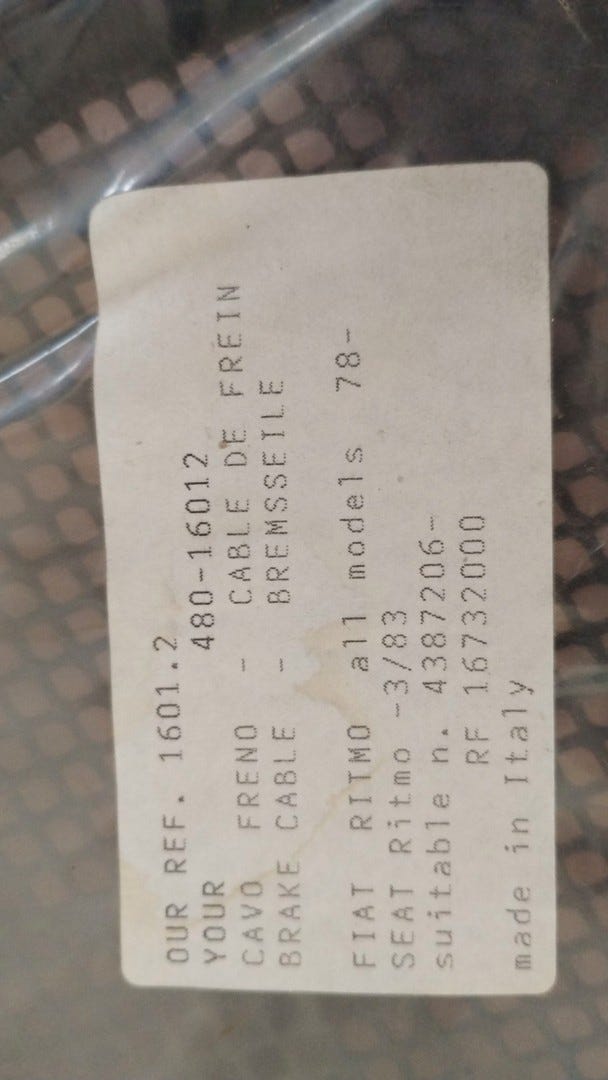 OUR REF. 1601.2
YOUR 480-16012
CAVO FRENO - CABLE DE FREIN
BRAKE CABLE - BREMSSEILE
FIAT RITMO all models 78-
SEAT Ritmo -3/83
suitable n. 4387206-
RF 16732000
made in Italy